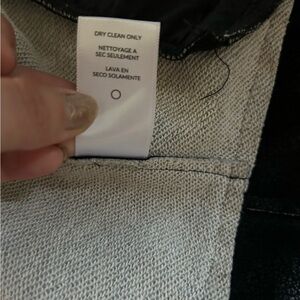 DRY CLEAN ONLY
NETTOYAGE A
SEC SEULEMENT
LAVA EN
SECO SOLAMENTE